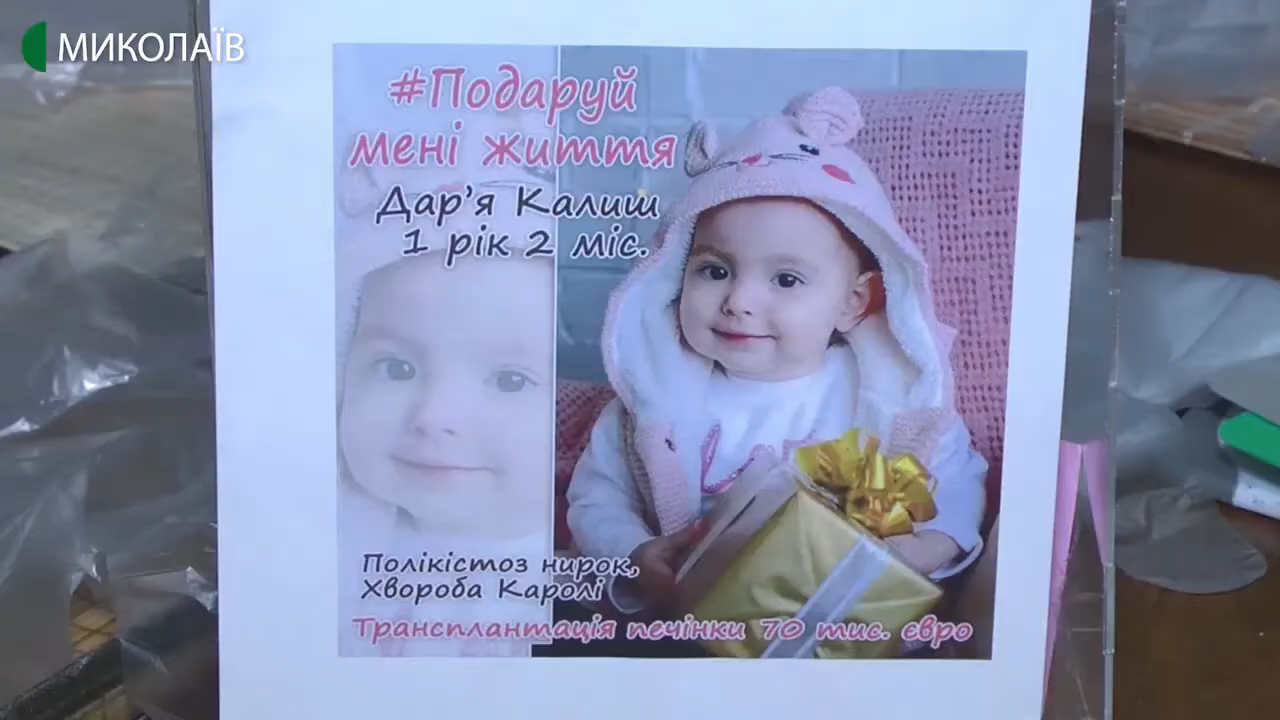 МИКОЛАЇВ
#Подаруй
мені життя
Дар'я Калиш
1 рік 2 міс.
Полікістоз нирок,
Хвороба Каролі
Трансплантація печінки 70 тис. євро